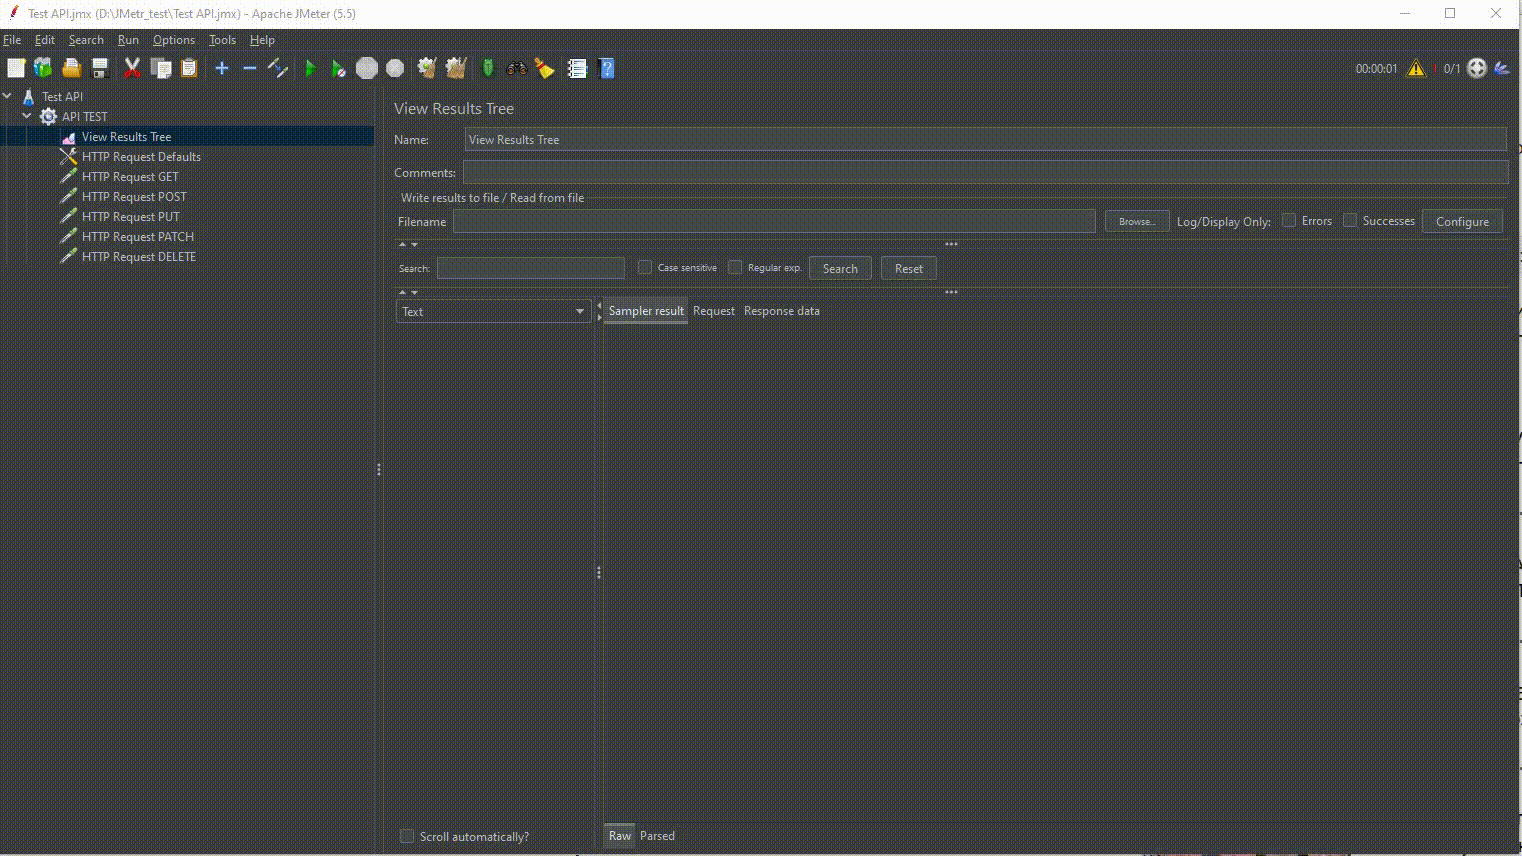 Test API.jmx (D:\JMetr_test\Test API.jmx) - Apache JMeter (5.5)
File Edit Search Run Options Tools Help
00:00:01 ! 0/1
Test API
API TEST
View Results Tree
HTTP Request Defaults
HTTP Request GET
HTTP Request POST
HTTP Request PUT
HTTP Request PATCH
HTTP Request DELETE
View Results Tree
Name: View Results Tree
Comments:
Write results to file / Read from file
Filename Browse... Log/Display Only: Errors Successes Configure
Search: Case sensitive Regular exp. Search Reset
Text
Sampler result Request Response data
Scroll automatically?
Raw Parsed